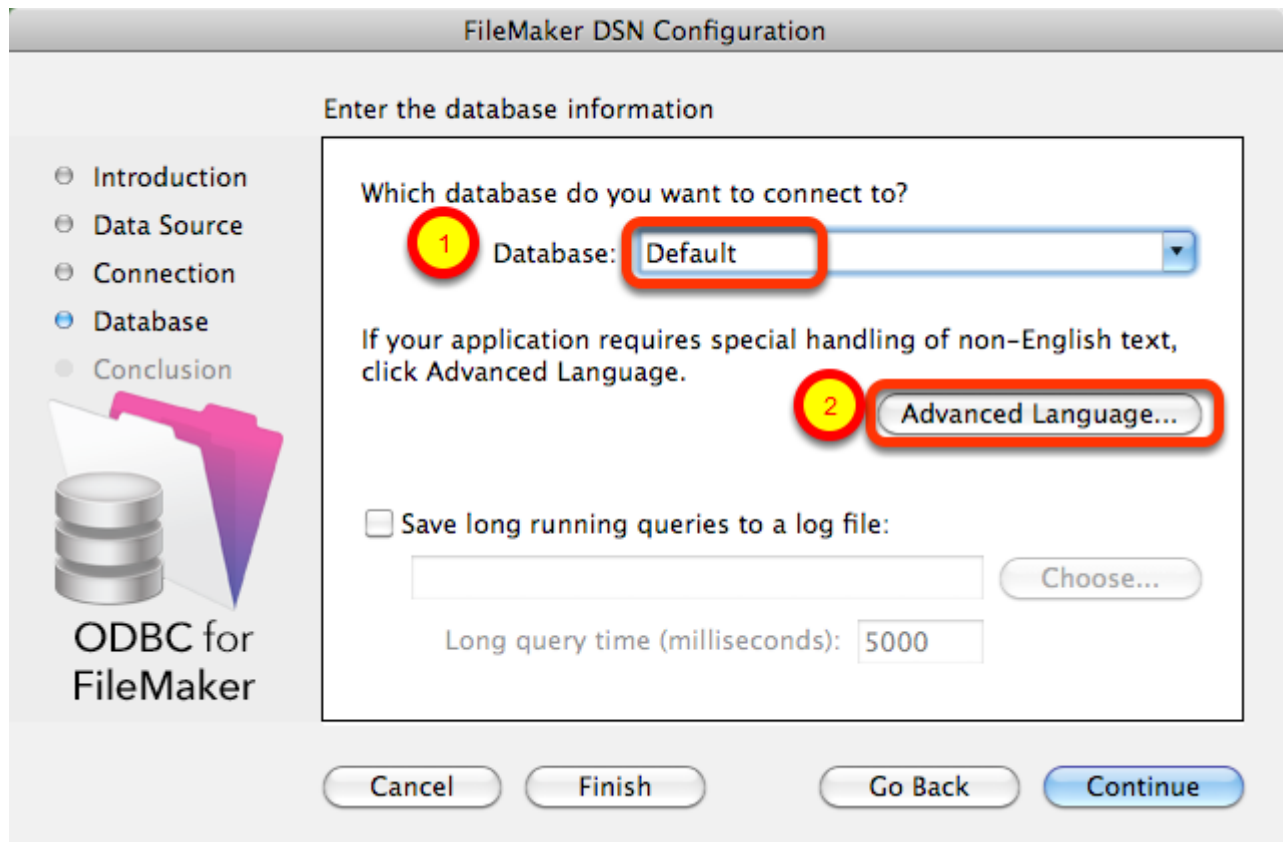 FileMaker DSN Configuration
Enter the database information
Introduction
Data Source
Connection
Database
Conclusion
ODBC for
FileMaker
Which database do you want to connect to?
1 Database: Default
If your application requires special handling of non-English text,
click Advanced Language.
2 Advanced Language...
Save long running queries to a log file:
Choose...
Long query time (milliseconds): 5000
Cancel Finish Go Back Continue